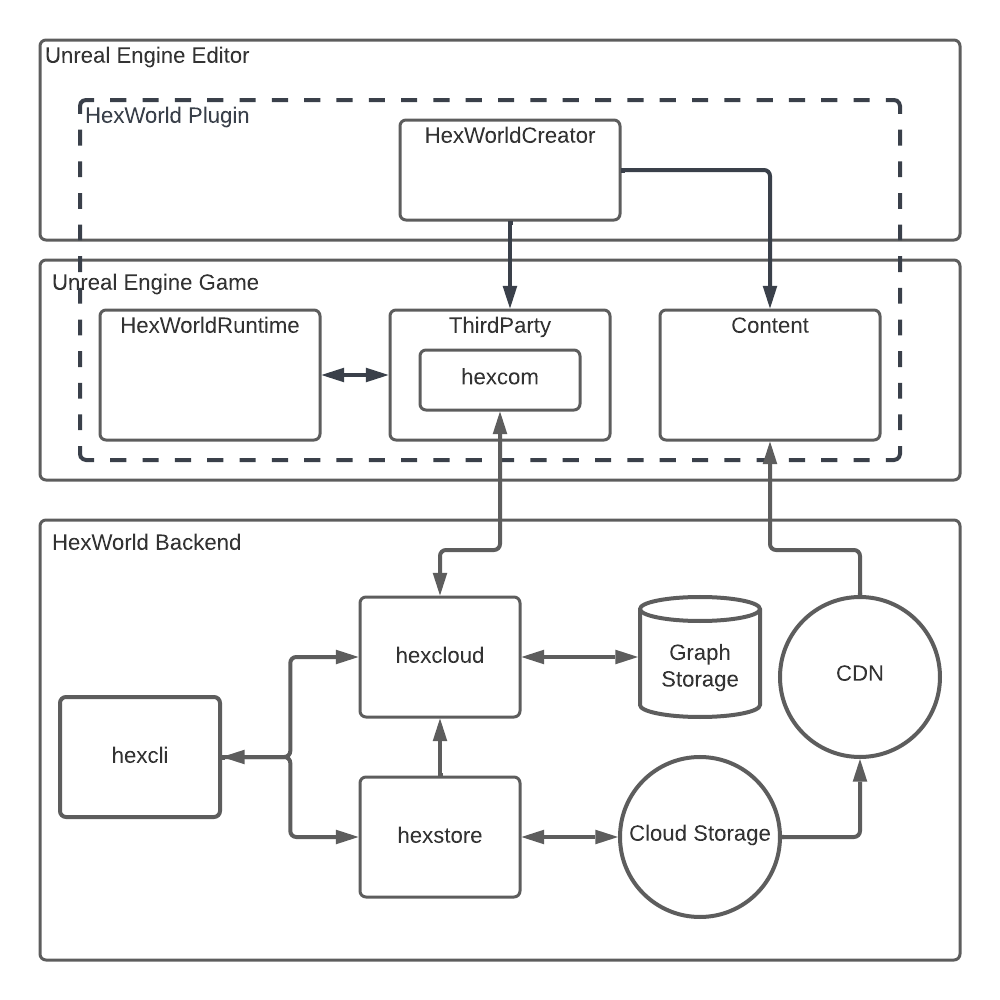 Unreal Engine Editor
HexWorld Plugin
HexWorldCreator
Unreal Engine Game
HexWorldRuntime
ThirdParty
Content
hexcom
HexWorld Backend
hexcloud
Graph
Storage
CDN
hexcli
hexstore
Cloud Storage